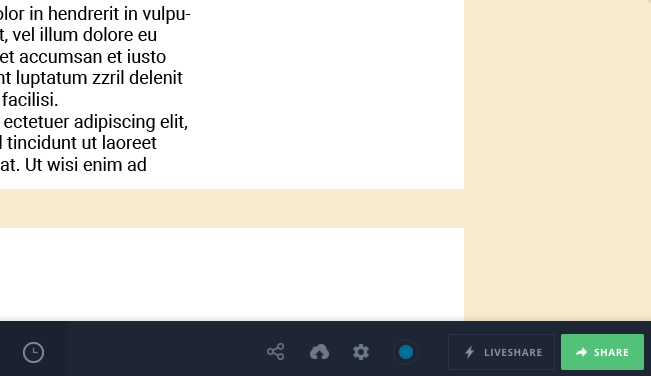 olor in hendrerit in vulpu-
t, vel illum dolore eu
et accumsan et iusto
nt luptatum zzril delenit
facilisi.
ectetuer adipiscing elit,
d tincidunt ut laoreet
at. Ut wisi enim ad
LIVESHARE
SHARE